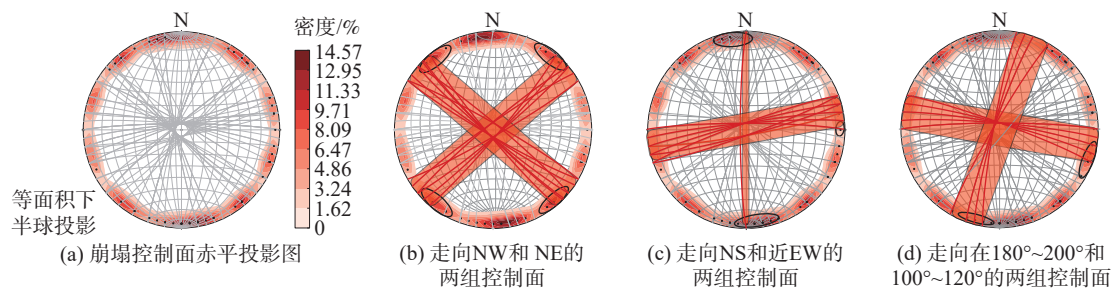 N
密度/%
14.57
12.95
11.33
9.71
8.09
6.47
4.86
3.24
1.62
0
等面积下
半球投影
(a) 崩塌控制面赤平投影图
N
(b) 走向NW和 NE的
两组控制面
N
(c) 走向NS和近EW的
两组控制面
N
(d) 走向在180°~200°和
100°~120°的两组控制面